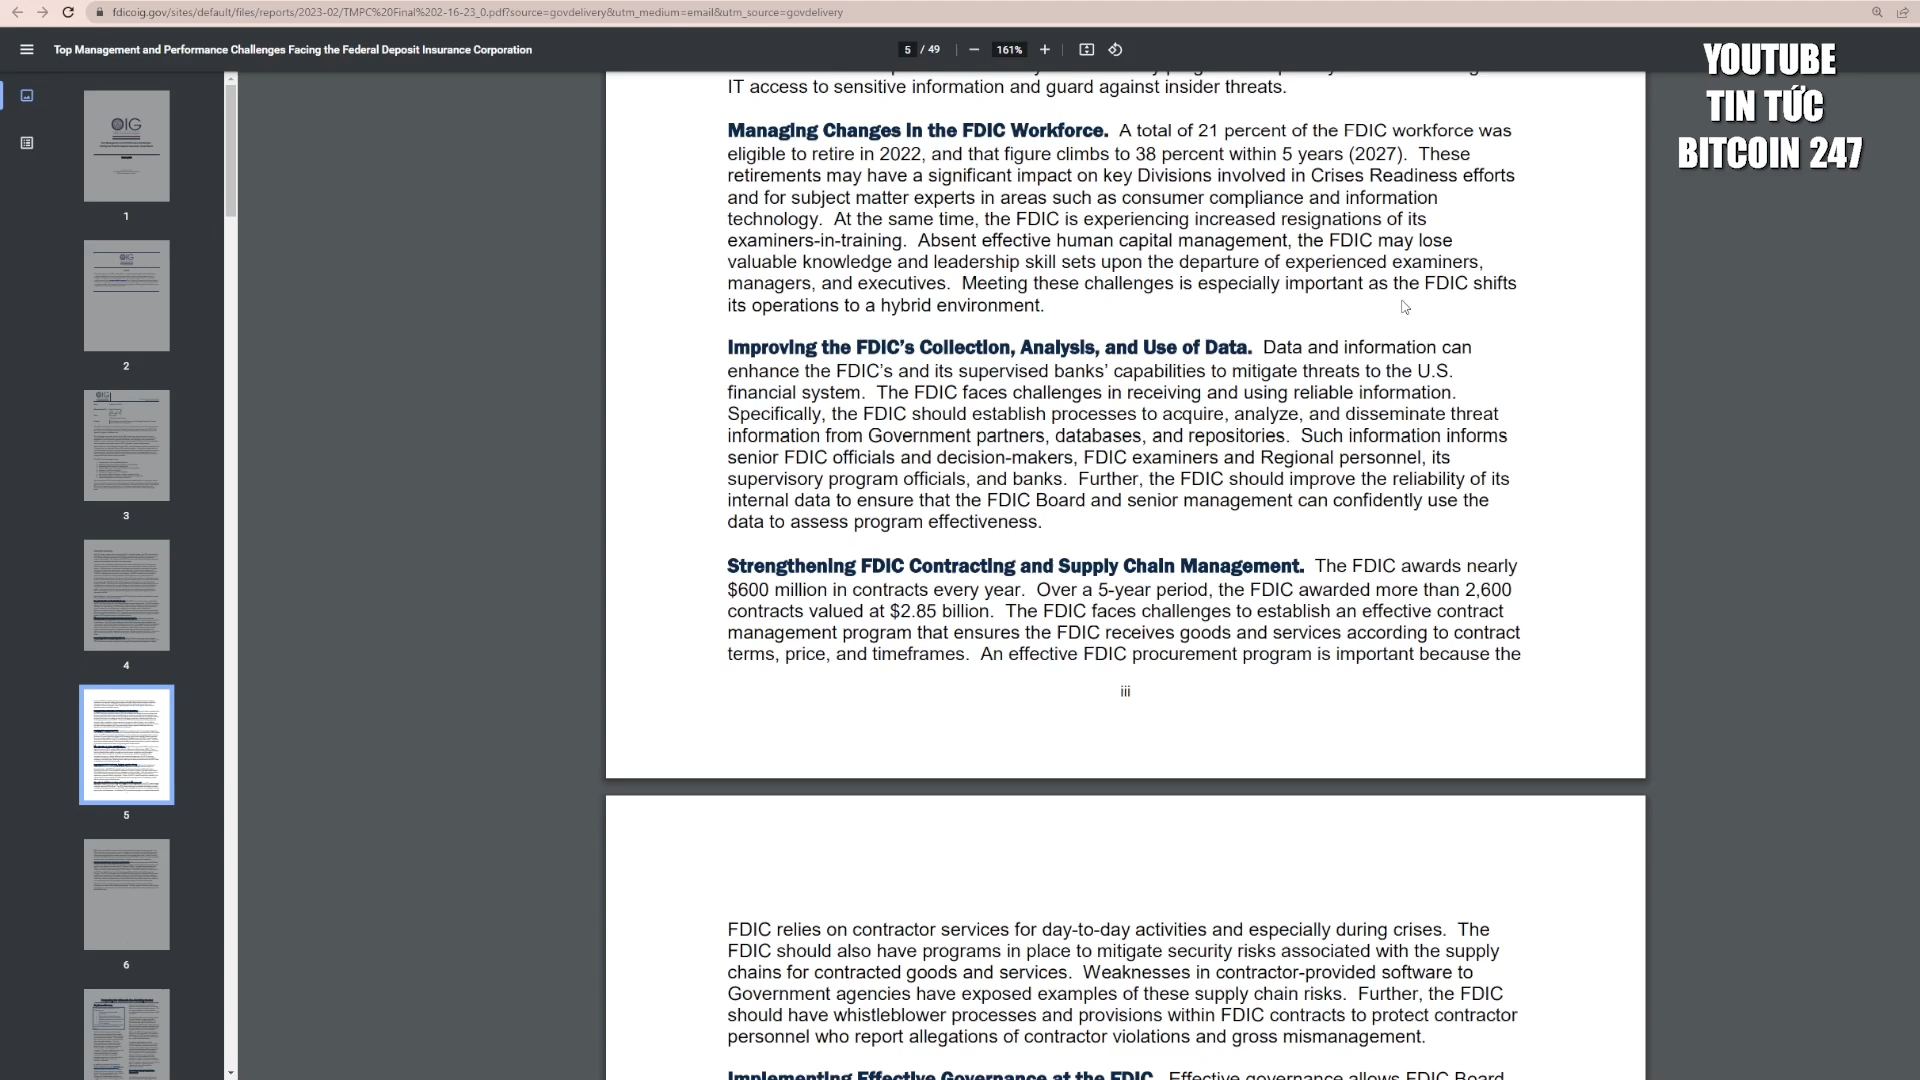 fdicoig.gov/sites/default/files/reports/2023-02/TMPC%20Final%202-16-23_0.pdf?source=govdelivery&utm_medium=email&utm_source=govdelivery
Top Management and Performance Challenges Facing the Federal Deposit Insurance Corporation
5 / 49
161%
YOUTUBE
TIN TỨC
BITCOIN 247
1
2
3
4
5
6
IT access to sensitive information and guard against insider threats.
Managing Changes in the FDIC Workforce. A total of 21 percent of the FDIC workforce was
eligible to retire in 2022, and that figure climbs to 38 percent within 5 years (2027). These
retirements may have a significant impact on key Divisions involved in Crises Readiness efforts
and for subject matter experts in areas such as consumer compliance and information
technology. At the same time, the FDIC is experiencing increased resignations of its
examiners-in-training. Absent effective human capital management, the FDIC may lose
valuable knowledge and leadership skill sets upon the departure of experienced examiners,
managers, and executives. Meeting these challenges is especially important as the FDIC shifts
its operations to a hybrid environment.
Improving the FDIC's Collection, Analysis, and Use of Data. Data and information can
enhance the FDIC's and its supervised banks' capabilities to mitigate threats to the U.S.
financial system. The FDIC faces challenges in receiving and using reliable information.
Specifically, the FDIC should establish processes to acquire, analyze, and disseminate threat
information from Government partners, databases, and repositories. Such information informs
senior FDIC officials and decision-makers, FDIC examiners and Regional personnel, its
supervisory program officials, and banks. Further, the FDIC should improve the reliability of its
internal data to ensure that the FDIC Board and senior management can confidently use the
data to assess program effectiveness.
Strengthening FDIC Contracting and Supply Chain Management. The FDIC awards nearly
$600 million in contracts every year. Over a 5-year period, the FDIC awarded more than 2,600
contracts valued at $2.85 billion. The FDIC faces challenges to establish an effective contract
management program that ensures the FDIC receives goods and services according to contract
terms, price, and timeframes. An effective FDIC procurement program is important because the
iii
FDIC relies on contractor services for day-to-day activities and especially during crises. The
FDIC should also have programs in place to mitigate security risks associated with the supply
chains for contracted goods and services. Weaknesses in contractor-provided software to
Government agencies have exposed examples of these supply chain risks. Further, the FDIC
should have whistleblower processes and provisions within FDIC contracts to protect contractor
personnel who report allegations of contractor violations and gross mismanagement.
Implementing Effective Governance at the FDIC. Effective governance allows FDIC Board